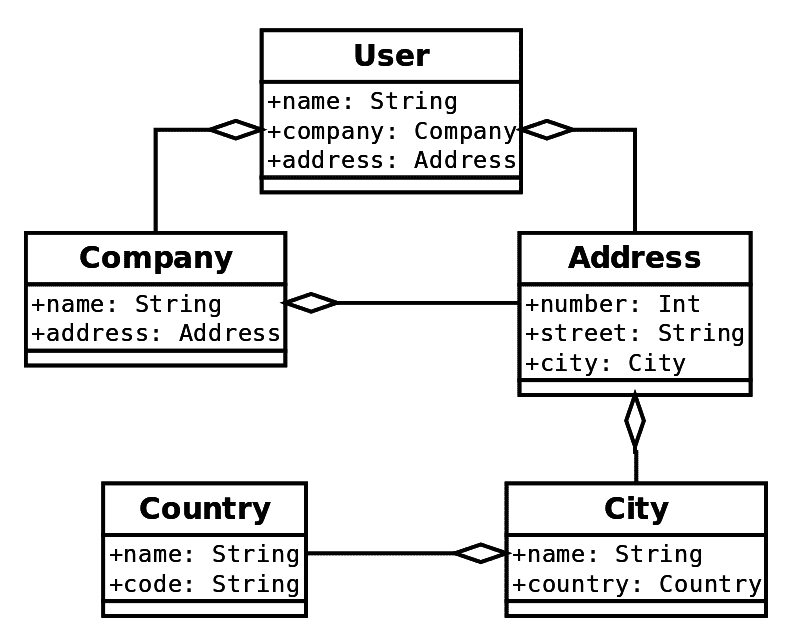 User
+name: String
+company: Company
+address: Address
Company
+name: String
+address: Address
Address
+number: Int
+street: String
+city: City
Country
+name: String
+code: String
City
+name: String
+country: Country